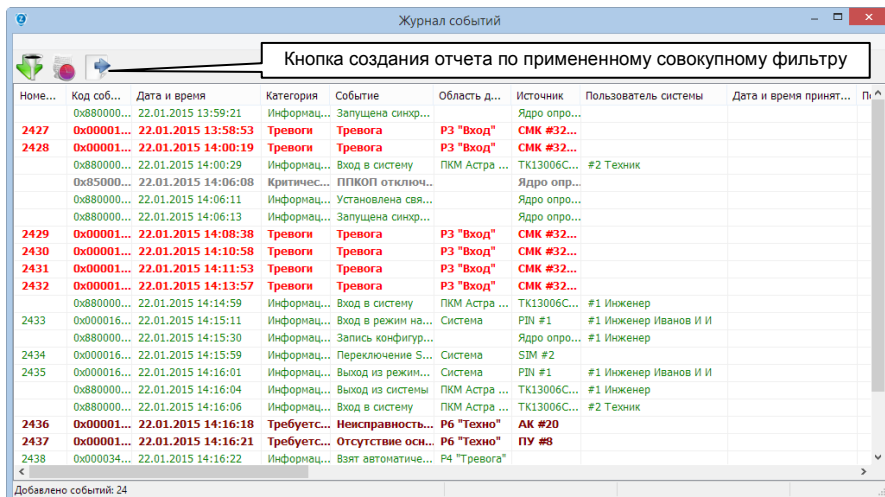 Журнал событий
Кнопка создания отчета по примененному совокупному фильтру
Номе... Код соб... Дата и время Категория Событие Область д... Источник Пользователь системы Дата и время принят... По
0x880000... 22.01.2015 13:59:21 Информац... Запущена синхр... Ядро опро...
2427 0x00001... 22.01.2015 13:58:53 Тревоги Тревога Р3 "Вход" СМК #32...
2428 0x00001... 22.01.2015 14:00:19 Тревоги Тревога Р3 "Вход" СМК #32...
0x880000... 22.01.2015 14:00:29 Информац... Вход в систему ПКМ Астра ... ТК13006С... #2 Техник
0x85000... 22.01.2015 14:06:08 Критичес... ППКОП отключ... Ядро опр...
0x880000... 22.01.2015 14:06:11 Информац... Установлена свя... Ядро опро...
0x880000... 22.01.2015 14:06:13 Информац... Запущена синхр... Ядро опро...
2429 0x00001... 22.01.2015 14:08:38 Тревоги Тревога Р3 "Вход" СМК #32...
2430 0x00001... 22.01.2015 14:10:58 Тревоги Тревога Р3 "Вход" СМК #32...
2431 0x00001... 22.01.2015 14:11:53 Тревоги Тревога Р3 "Вход" СМК #32...
2432 0x00001... 22.01.2015 14:13:57 Тревоги Тревога Р3 "Вход" СМК #32...
0x880000... 22.01.2015 14:14:59 Информац... Вход в систему ПКМ Астра ... ТК13006С... #1 Инженер
2433 0x000016... 22.01.2015 14:15:11 Информац... Вход в режим на... Система PIN #1 #1 Инженер Иванов И И
0x880000... 22.01.2015 14:15:30 Информац... Запись конфигур... Ядро опро... #1 Инженер
2434 0x000016... 22.01.2015 14:15:59 Информац... Переключение S... Система SIM #2
2435 0x000016... 22.01.2015 14:16:01 Информац... Выход из режим... Система PIN #1 #1 Инженер Иванов И И
0x880000... 22.01.2015 14:16:04 Информац... Выход из системы ПКМ Астра ... ТК13006С... #1 Инженер
0x880000... 22.01.2015 14:16:06 Информац... Вход в систему ПКМ Астра ... ТК13006С... #2 Техник
2436 0x00001... 22.01.2015 14:16:18 Требуетс... Неисправность... Р6 "Техно" АК #20
2437 0x00001... 22.01.2015 14:16:21 Требуетс... Отсутствие осн... Р6 "Техно" ПУ #8
2438 0x000034... 22.01.2015 14:16:22 Информац... Взят автоматиче... Р4 "Тревога"
Добавлено событий: 24